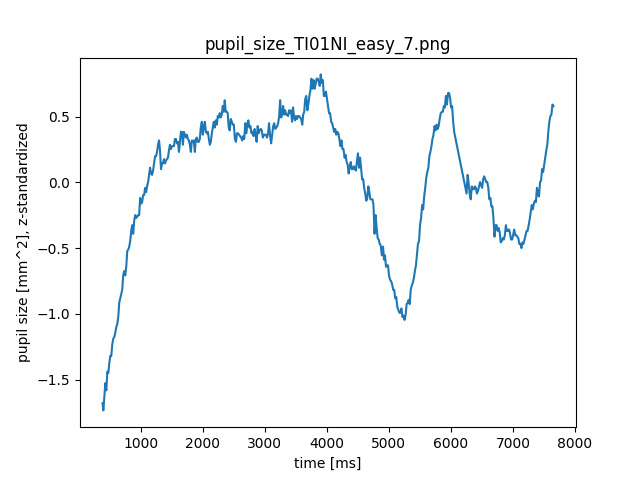 pupil_size_TI01NI_easy_7.png
pupil size [mm^2], z-standardized
0.5
0.0
−0.5
−1.0
−1.5
1000 2000 3000 4000 5000 6000 7000 8000
time [ms]